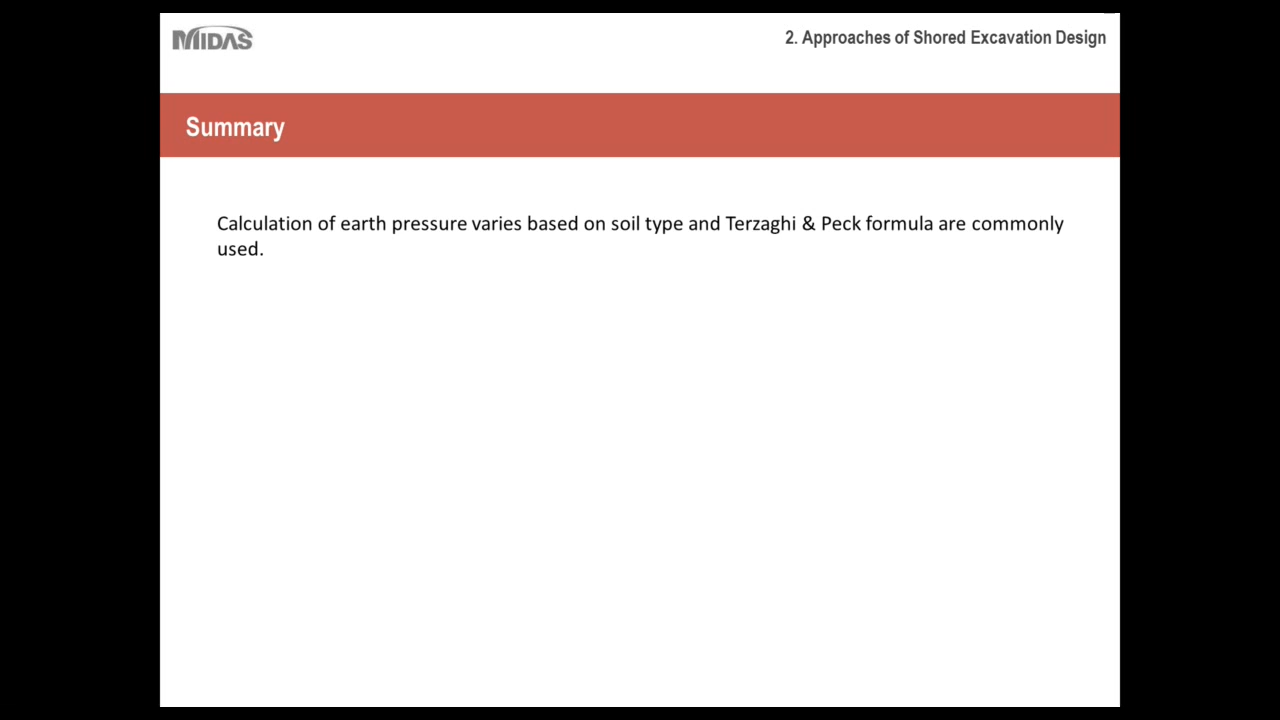 MIDAS
2. Approaches of Shored Excavation Design
Summary
Calculation of earth pressure varies based on soil type and Terzaghi & Peck formula are commonly
used.